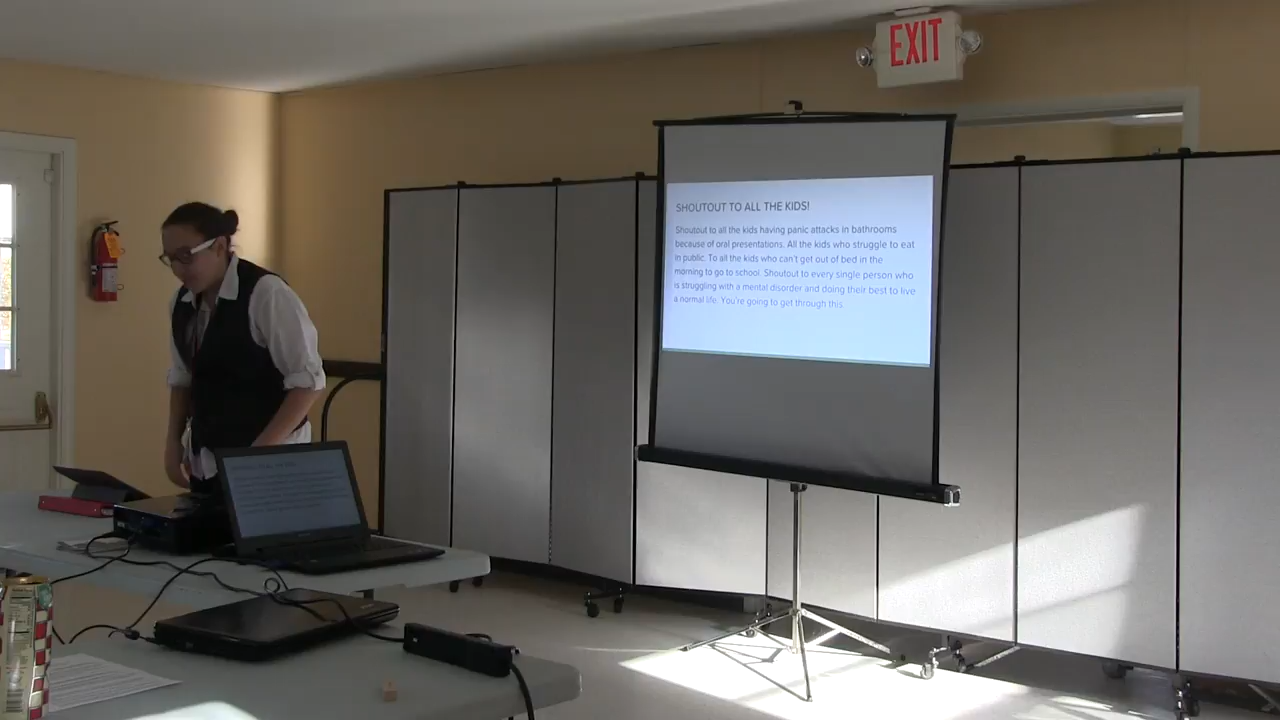 EXIT
SHOUTOUT TO ALL THE KIDS!
Shoutout to all the kids having panic attacks in bathrooms
because of oral presentations. All the kids who struggle to eat
in public. To all the kids who can't get out of bed in the
morning to go to school. Shoutout to every single person who
is struggling with a mental disorder and doing their best to live
a normal life. You're going to get through this.